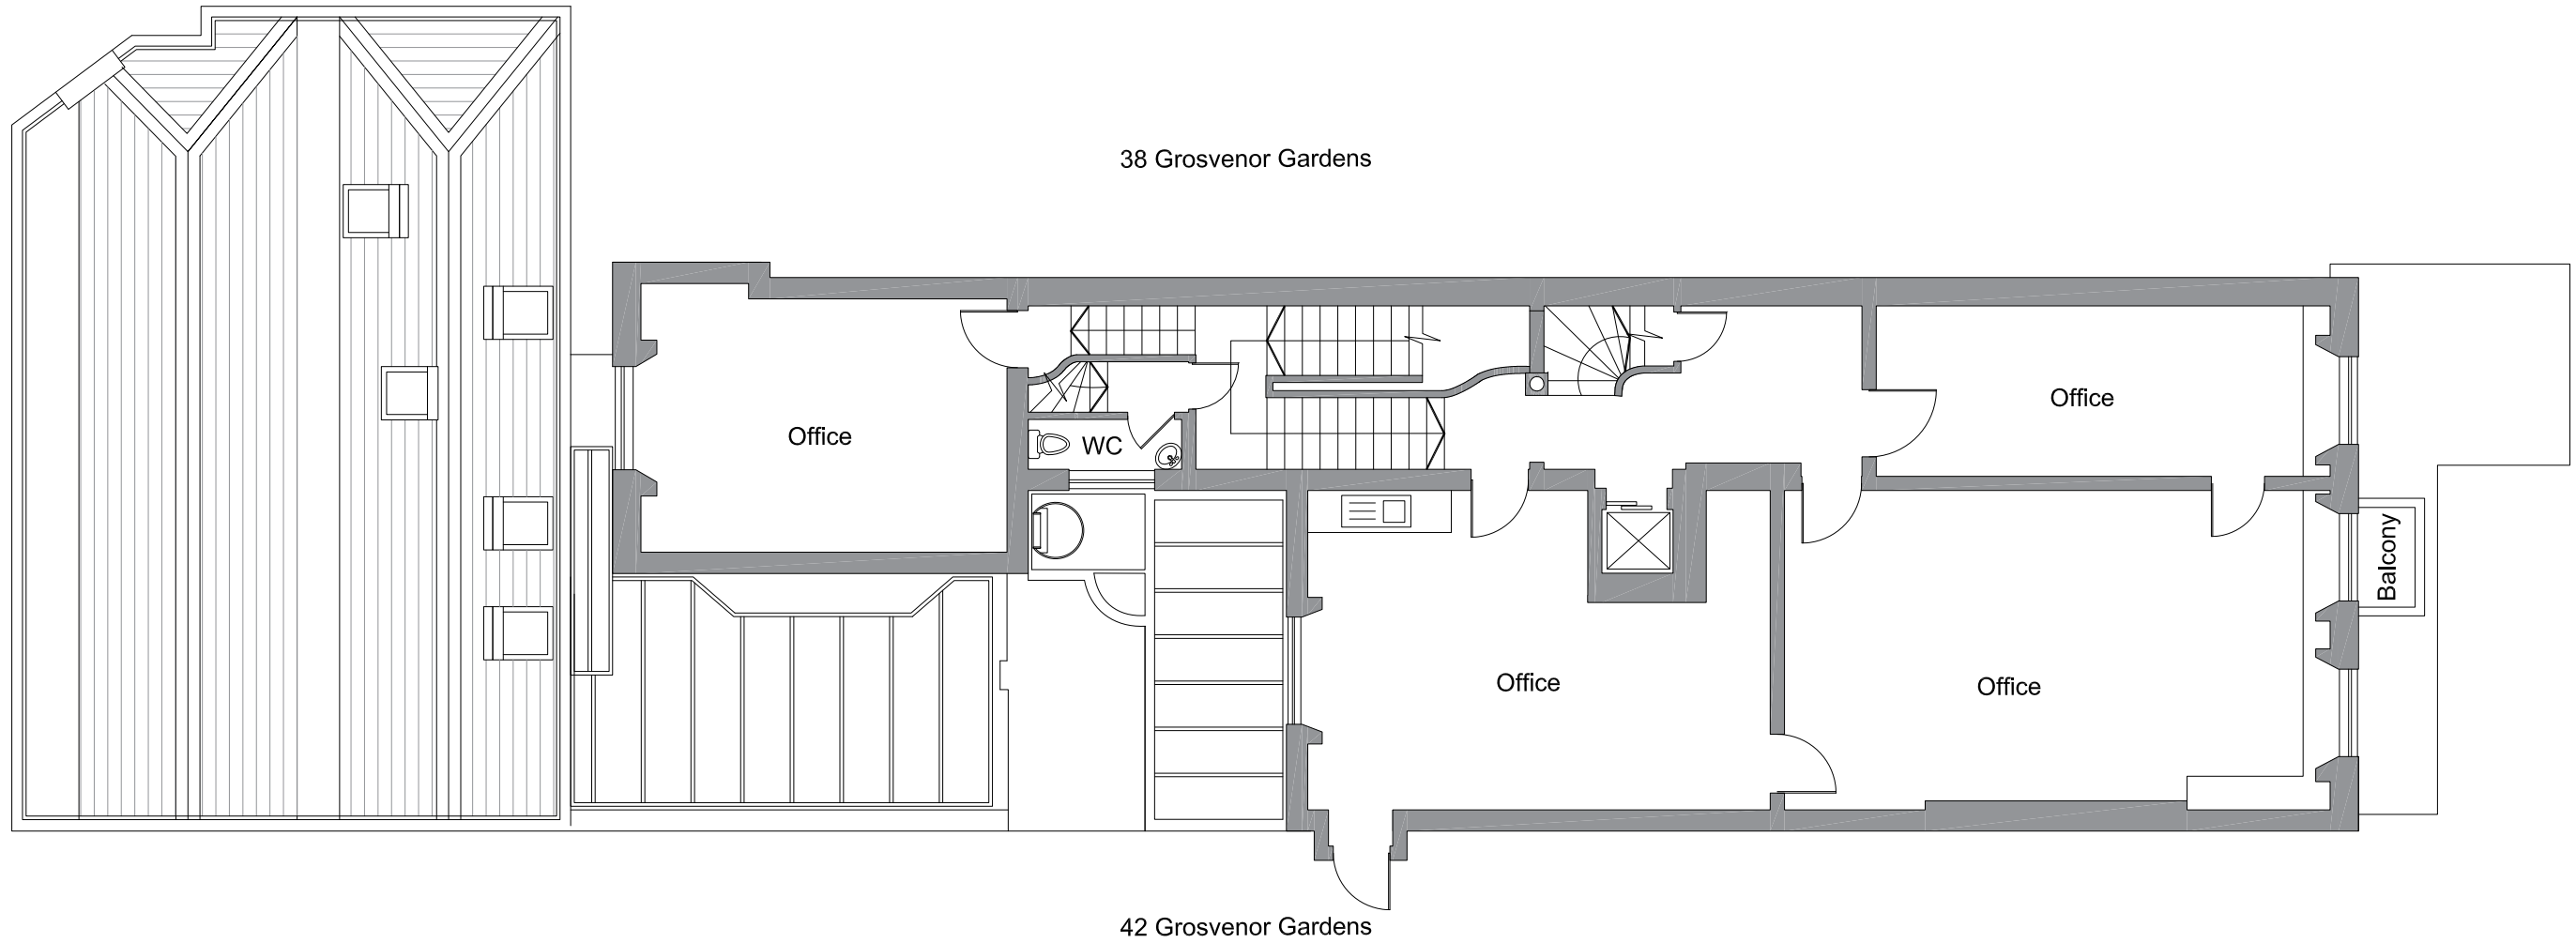 38 Grosvenor Gardens
Office
Office
WC
Balcony
Office
Office
42 Grosvenor Gardens